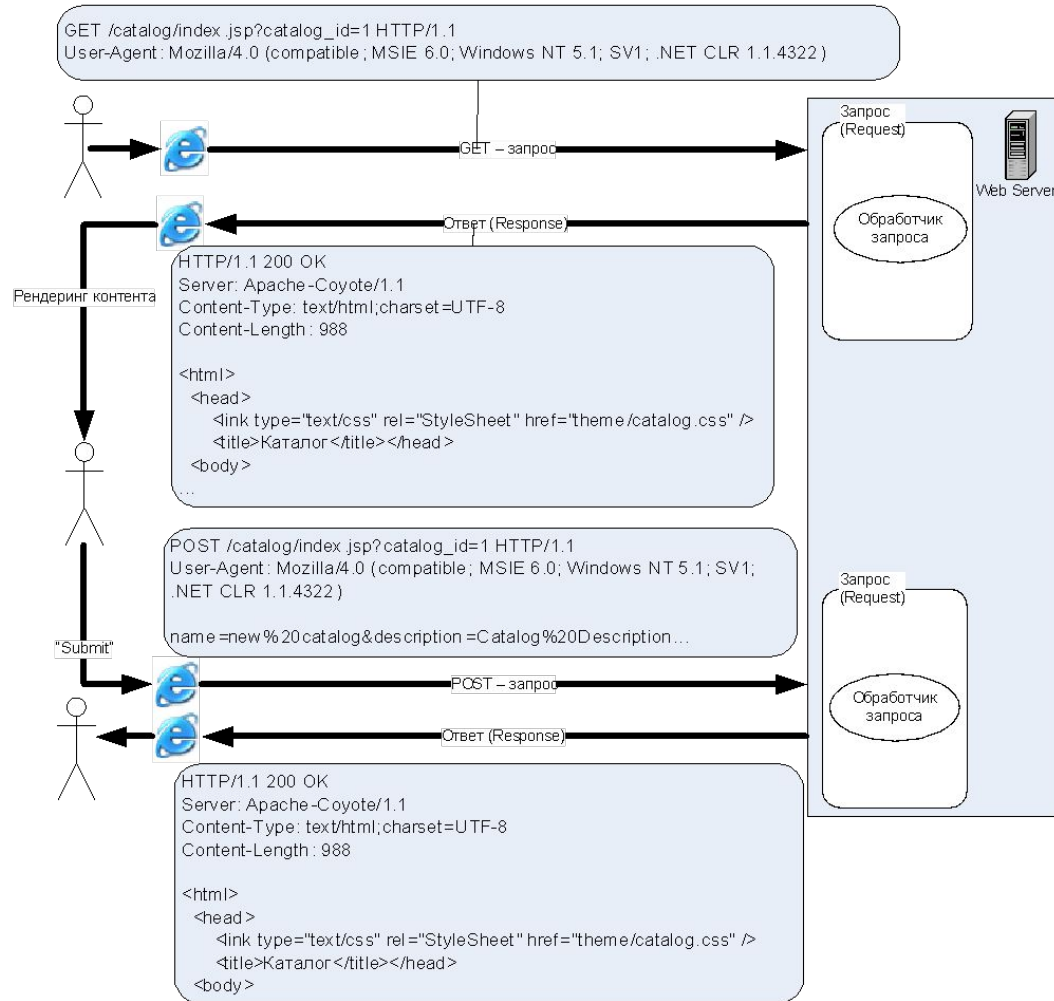 GET /catalog/index.jsp?catalog_id=1 HTTP/1.1
User-Agent: Mozilla/4.0 (compatible; MSIE 6.0; Windows NT 5.1; SV1; .NET CLR 1.1.4322)
Запрос
(Request)
GET – запрос
Web Server
Обработчик
запроса
Ответ (Response)
HTTP/1.1 200 OK
Server: Apache-Coyote/1.1
Content-Type: text/html;charset=UTF-8
Content-Length: 988
<html>
<head>
<link type="text/css" rel="StyleSheet" href="theme/catalog.css" />
<title>Каталог</title></head>
<body>
...
Рендеринг контента
POST /catalog/index.jsp?catalog_id=1 HTTP/1.1
User-Agent: Mozilla/4.0 (compatible; MSIE 6.0; Windows NT 5.1; SV1;
.NET CLR 1.1.4322)
name=new%20catalog&description=Catalog%20Description...
Запрос
(Request)
"Submit"
POST – запрос
Обработчик
запроса
Ответ (Response)
HTTP/1.1 200 OK
Server: Apache-Coyote/1.1
Content-Type: text/html;charset=UTF-8
Content-Length: 988
<html>
<head>
<link type="text/css" rel="StyleSheet" href="theme/catalog.css" />
<title>Каталог</title></head>
<body>